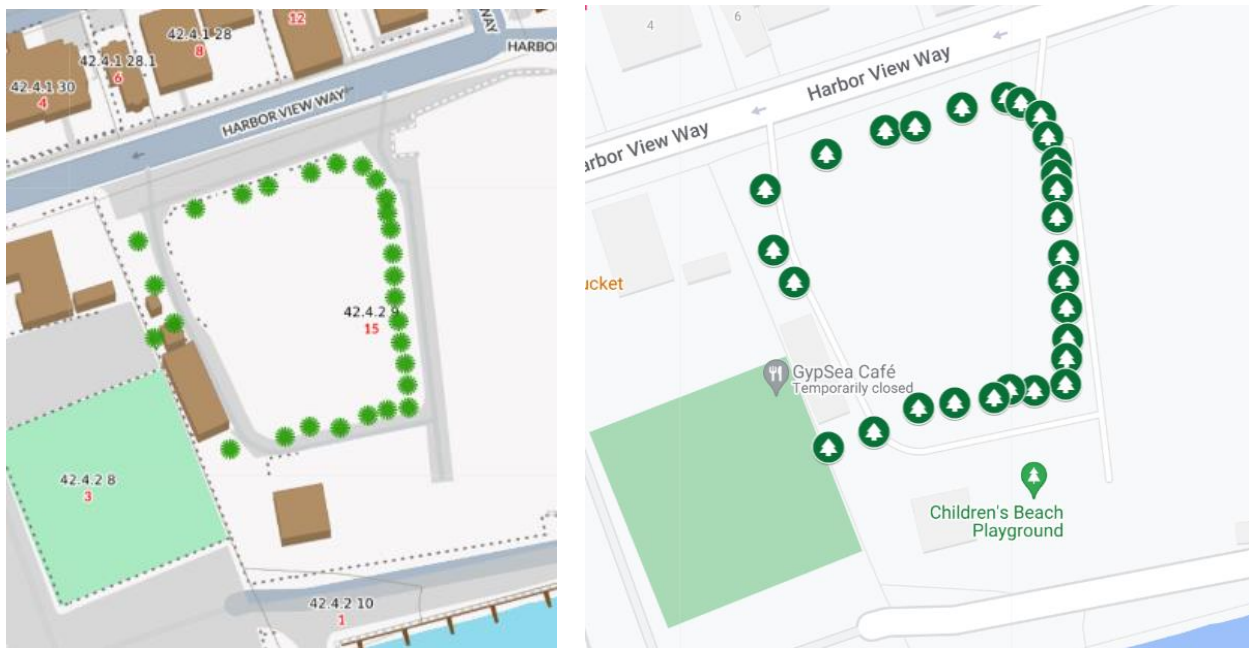 12
WAY
HARBOR
42.4.1 28
8
42.4.1 28.1
6
42.4.1 30
4
HARBOR VIEW WAY
42.4.2 9
15
42.4.2 8
3
42.4.2 10
1
4
6
Harbor View Way
arbor View Way
ucket
GypSea Café
Temporarily closed
Children's Beach
Playground